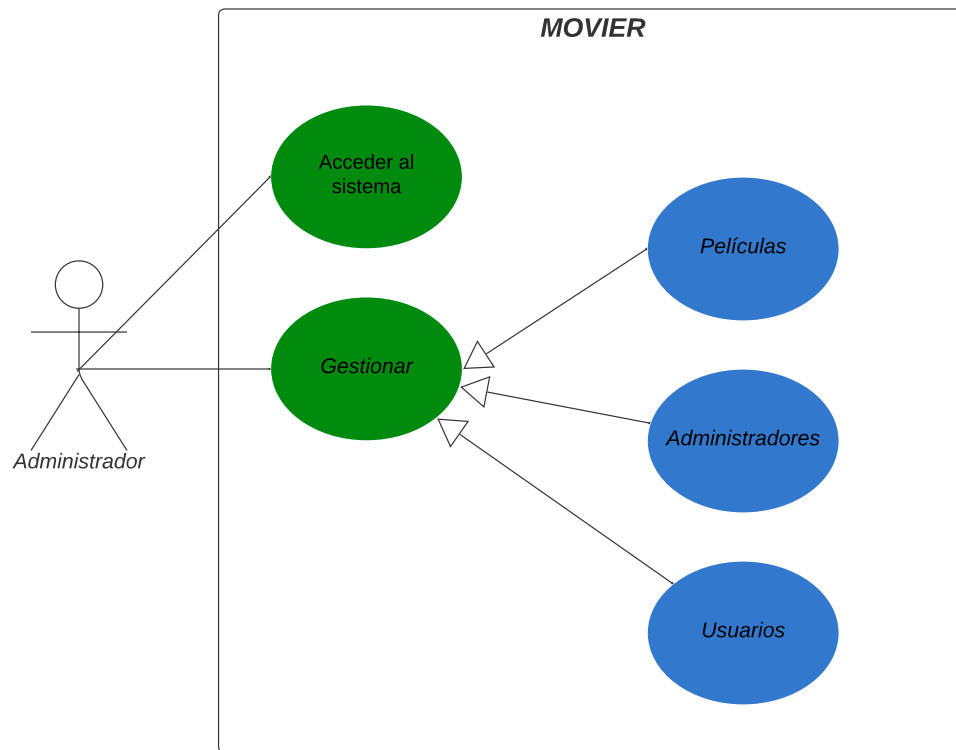 MOVIER
Acceder al
sistema
Películas
Gestionar
Administradores
Administrador
Usuarios